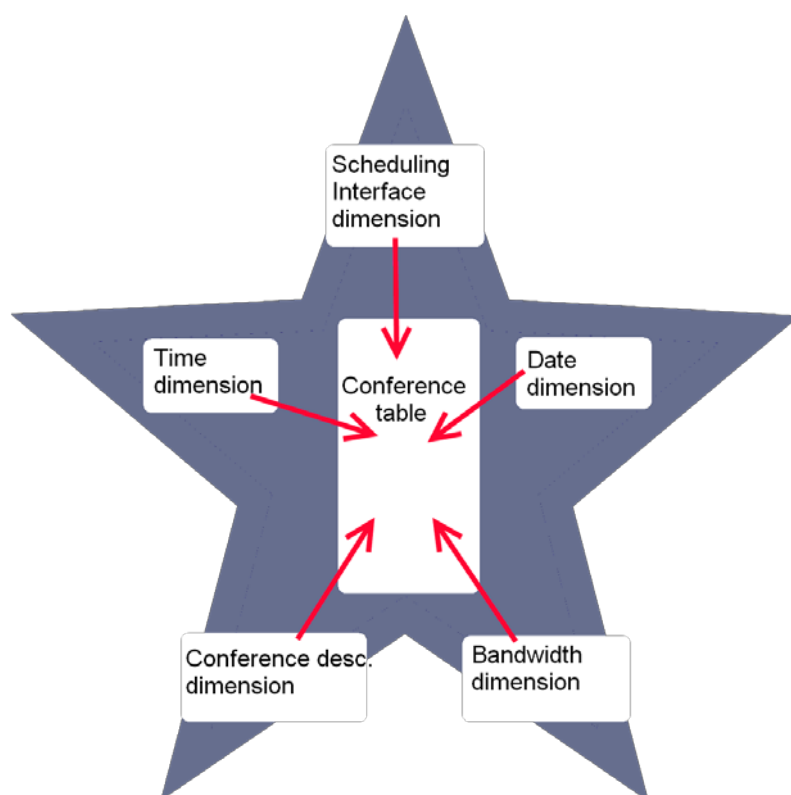 Scheduling
Interface
dimension
Time
dimension
Conference
table
Date
dimension
Conference desc.
dimension
Bandwidth
dimension